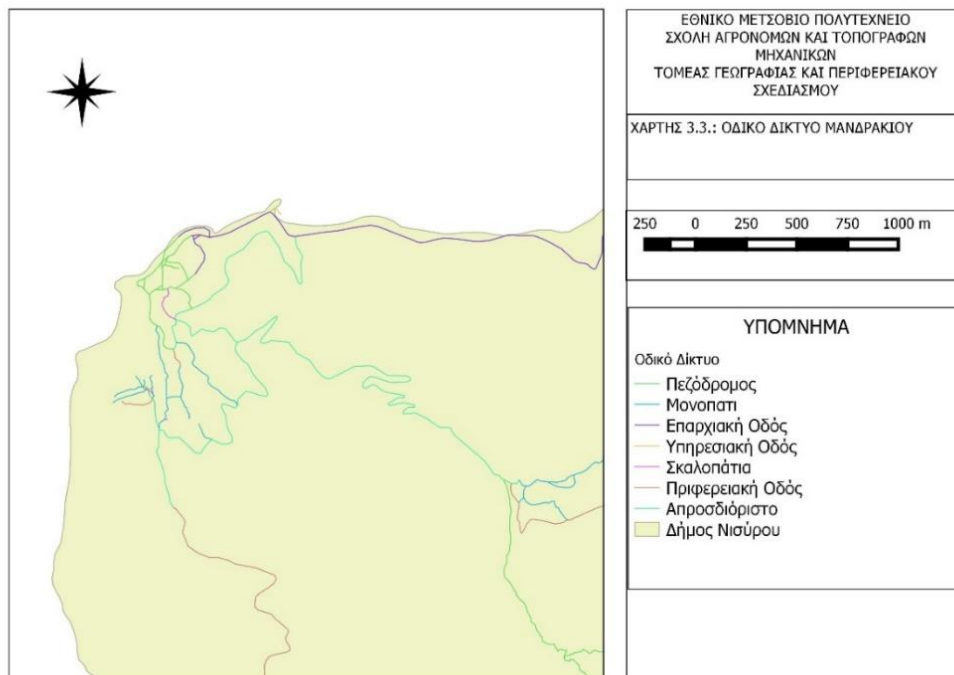 ΕΘΝΙΚΟ ΜΕΤΣΟΒΙΟ ΠΟΛΥΤΕΧΝΕΙΟ
ΣΧΟΛΗ ΑΓΡΟΝΟΜΩΝ ΚΑΙ ΤΟΠΟΓΡΑΦΩΝ
ΜΗΧΑΝΙΚΩΝ
ΤΟΜΕΑΣ ΓΕΩΓΡΑΦΙΑΣ ΚΑΙ ΠΕΡΙΦΕΡΕΙΑΚΟΥ
ΣΧΕΔΙΑΣΜΟΥ
ΧΑΡΤΗΣ 3.3.: ΟΔΙΚΟ ΔΙΚΤΥΟ ΜΑΝΔΡΑΚΙΟΥ
250 0 250 500 750 1000 m
ΥΠΟΜΝΗΜΑ
Οδικό Δίκτυο
Πεζόδρομος
Μονοπατι
Επαρχιακή Οδός
Υπηρεσιακή Οδός
Σκαλοπάτια
Πριφερειακή Οδός
Απροσδιόριστο
Δήμος Νισύρου